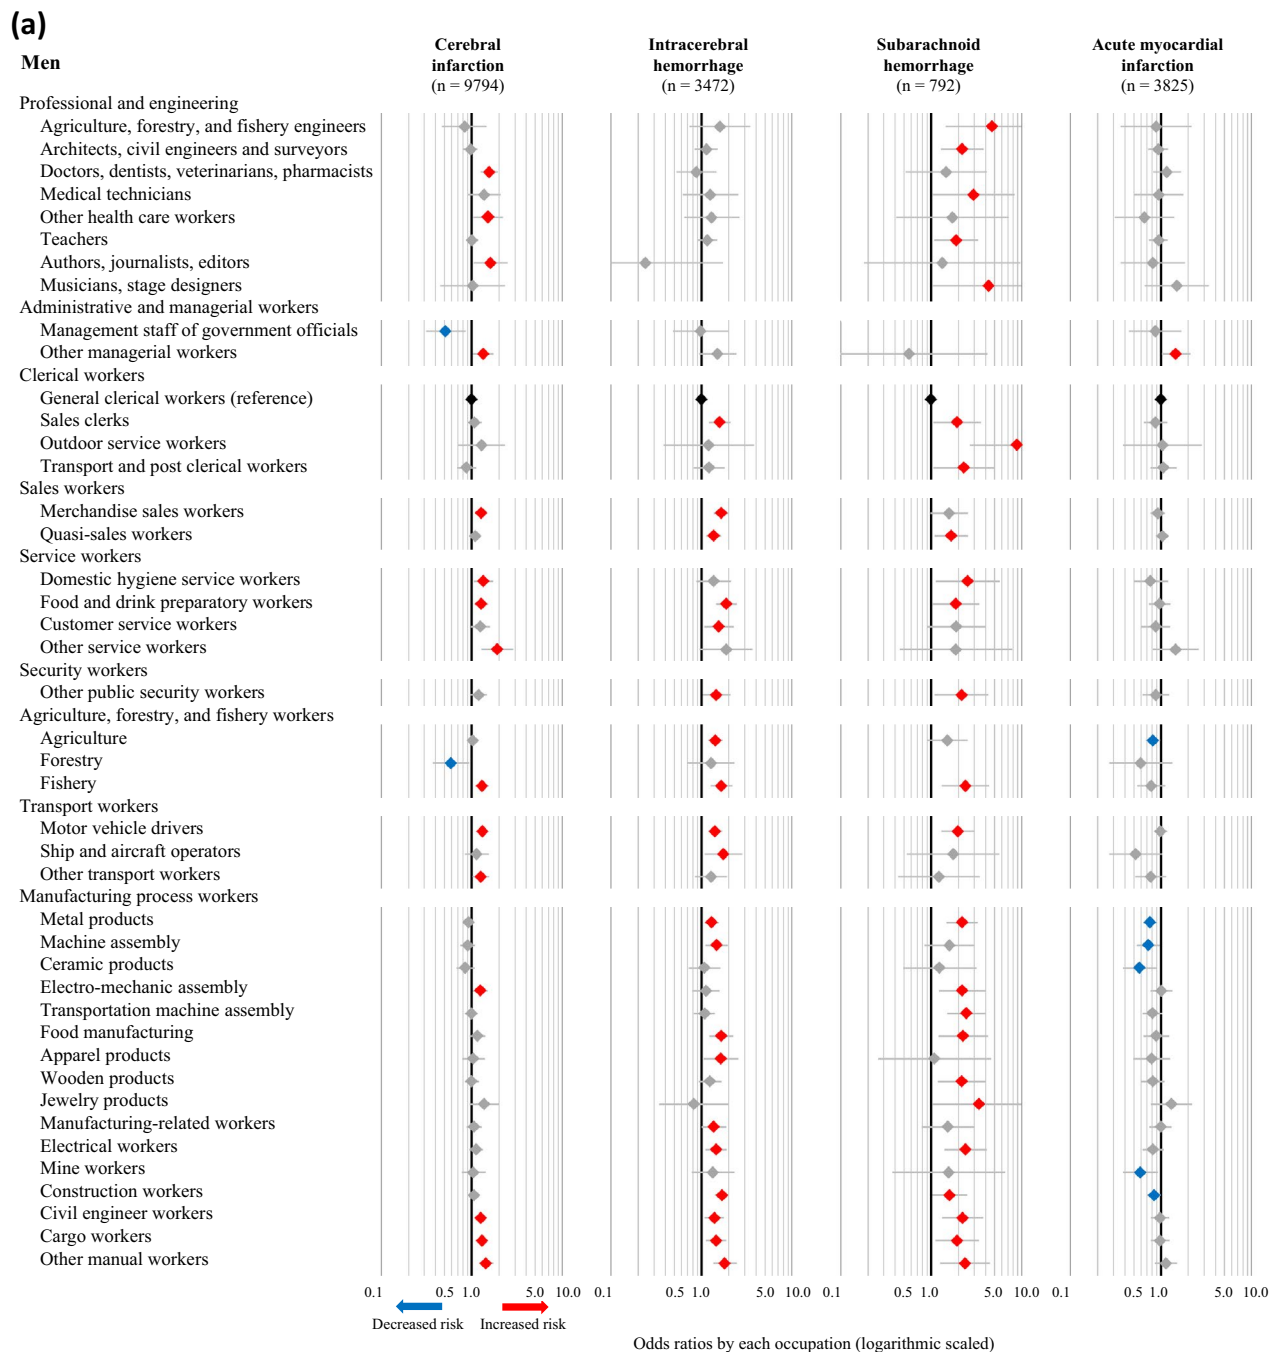 (a)
Men
Cerebral infarction (n = 9794)
Intracerebral hemorrhage (n = 3472)
Subarachnoid hemorrhage (n = 792)
Acute myocardial infarction (n = 3825)
Professional and engineering
Agriculture, forestry, and fishery engineers
Architects, civil engineers and surveyors
Doctors, dentists, veterinarians, pharmacists
Medical technicians
Other health care workers
Teachers
Authors, journalists, editors
Musicians, stage designers
Administrative and managerial workers
Management staff of government officials
Other managerial workers
Clerical workers
General clerical workers (reference)
Sales clerks
Outdoor service workers
Transport and post clerical workers
Sales workers
Merchandise sales workers
Quasi-sales workers
Service workers
Domestic hygiene service workers
Food and drink preparatory workers
Customer service workers
Other service workers
Security workers
Other public security workers
Agriculture, forestry, and fishery workers
Agriculture
Forestry
Fishery
Transport workers
Motor vehicle drivers
Ship and aircraft operators
Other transport workers
Manufacturing process workers
Metal products
Machine assembly
Ceramic products
Electro-mechanic assembly
Transportation machine assembly
Food manufacturing
Apparel products
Wooden products
Jewelry products
Manufacturing-related workers
Electrical workers
Mine workers
Construction workers
Civil engineer workers
Cargo workers
Other manual workers
0.1 0.5 1.0 5.0 10.0 0.1 0.5 1.0 5.0 10.0 0.5 1.0 5.0 10.0 0.1 0.5 1.0 5.0 10.0
Decreased risk Increased risk
Odds ratios by each occupation (logarithmic scaled)